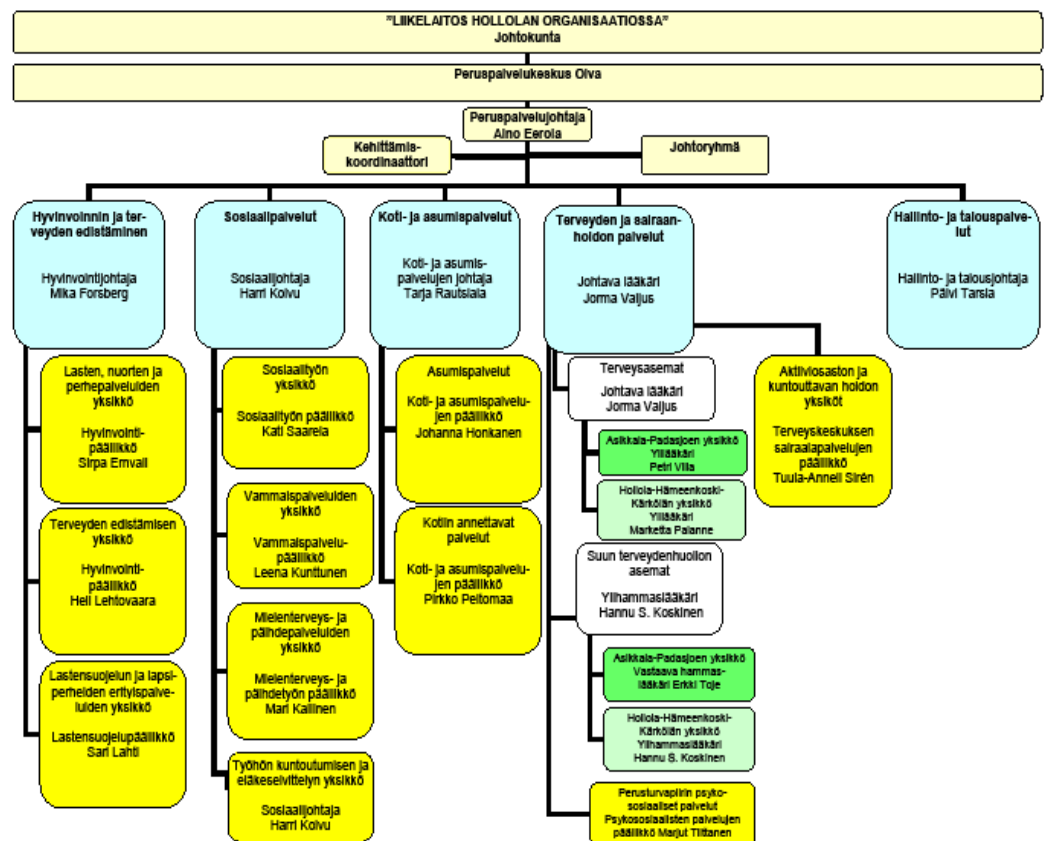 "LIIKELAITOS HOLLOLAN ORGANISAATIOSSA"
Johtokunta
Peruspalvelukeskus Oiva
Peruspalvelujohtaja
Aino Eerola
Kehittämis-
koordinaattori
Johtoryhmä
Hyvinvoinnin ja ter-
veyden edistäminen
Hyvinvointijohtaja
Mika Forsberg
Sosiaalipalvelut
Sosiaalijohtaja
Harri Koivu
Koti- ja asumispalvelut
Koti- ja asumis-
palvelujen johtaja
Tarja Rautsiala
Terveyden ja sairaan-
hoidon palvelut
Johtava lääkäri
Jorma Valjus
Hallinto- ja talouspalve-
lut
Hallinto- ja talousjohtaja
Päivi Tarsia
Lasten, nuorten ja
perhepalveluiden
yksikkö
Hyvinvointi-
päällikkö
Sirpa Ernvall
Terveyden edistämisen
yksikkö
Hyvinvointi-
päällikkö
Heli Lehtovaara
Lastensuojelun ja lapsi-
perheiden erityispalve-
luiden yksikkö
Lastensuojelupäällikkö
Sari Lahti
Sosiaalityön
yksikkö
Sosiaalityön päällikkö
Kati Saarela
Vammaispalveluiden
yksikkö
Vammaispalvelu-
päällikkö
Leena Kunttunen
Mielenterveys- ja
päihdepalveluiden
yksikkö
Mielenterveys- ja
päihdetyön päällikkö
Mari Kallinen
Työhön kuntoutumisen ja
eläkeselvittelyn yksikkö
Sosiaalijohtaja
Harri Koivu
Asumispalvelut
Koti- ja asumispalvelu-
jen päällikkö
Johanna Honkanen
Kotiin annettavat
palvelut
Koti- ja asumispalvelu-
jen päällikkö
Pirkko Peltomaa
Terveysasemat
Johtava lääkäri
Jorma Valjus
Asikkala-Padasjoen yksikkö
Ylilääkäri
Petri Villa
Hollola-Hämeenkoski-
Kärkölän yksikkö
Ylilääkäri
Marketta Palanne
Suun terveydenhuollon
asemat
Ylihammaslääkäri
Hannu S. Koskinen
Asikkala-Padasjoen yksikkö
Vastaava hammas-
lääkäri Erkki Toje
Hollola-Hämeenkoski-
Kärkölän yksikkö
Ylihammaslääkäri
Hannu S. Koskinen
Perusturvapiirin psyko-
sosiaaliset palvelut
Psykososiaalisten palvelujen
päällikkö Marjut Tiittanen
Aktiiviosaston ja
kuntouttavan hoidon
yksiköt
Terveyskeskuksen
sairaalapalvelujen
päällikkö
Tuula-Anneli Sirén